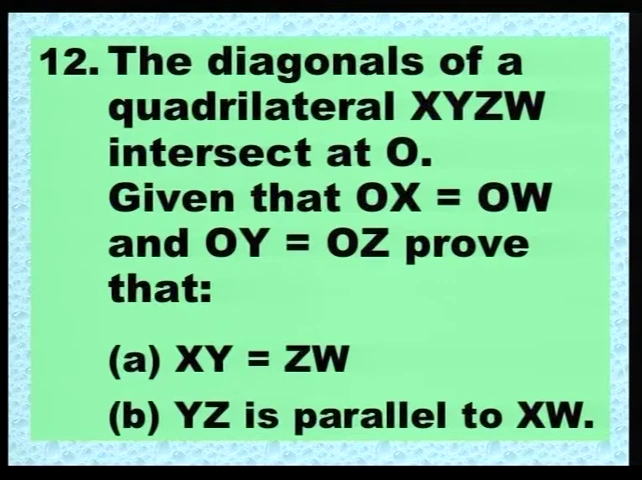 12. The diagonals of a
quadrilateral XYZW
intersect at O.
Given that OX = OW
and OY = OZ prove
that:
(a) XY = ZW
(b) YZ is parallel to XW.